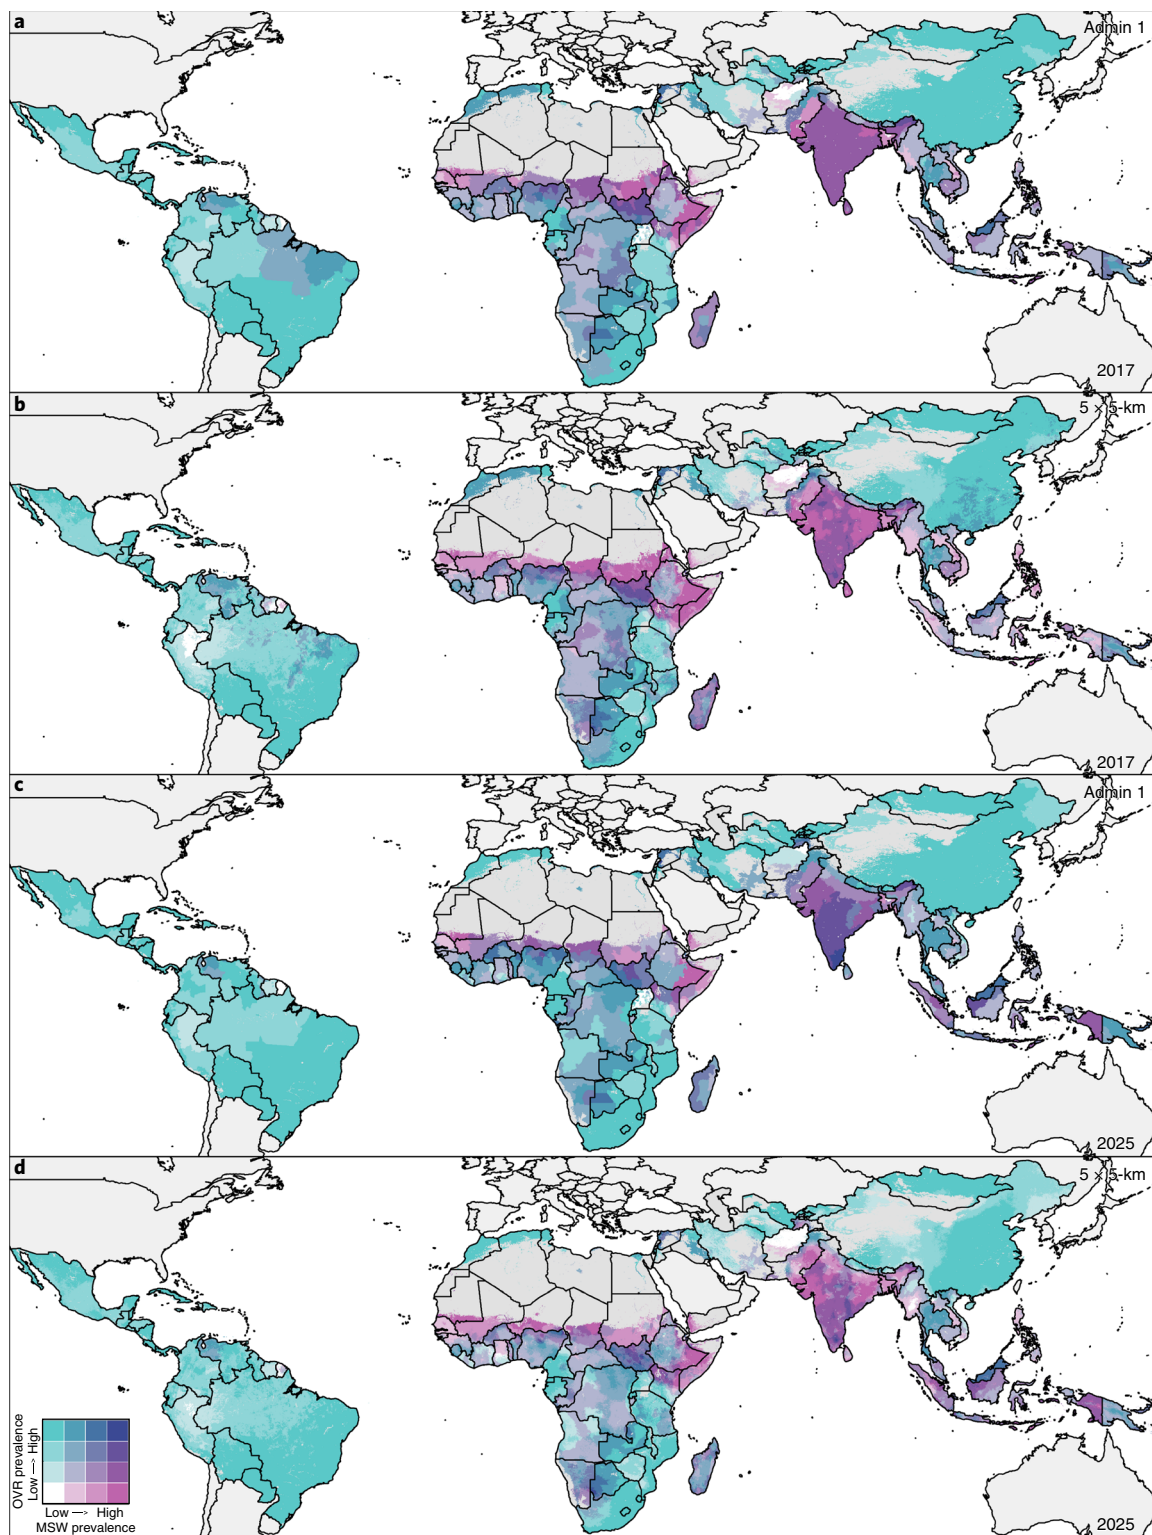 a
Admin 1
2017
b
5 × 5-km
2017
c
Admin 1
2025
d
5 × 5-km
OVR prevalence
Low —> High
Low —> High
MSW prevalence
2025